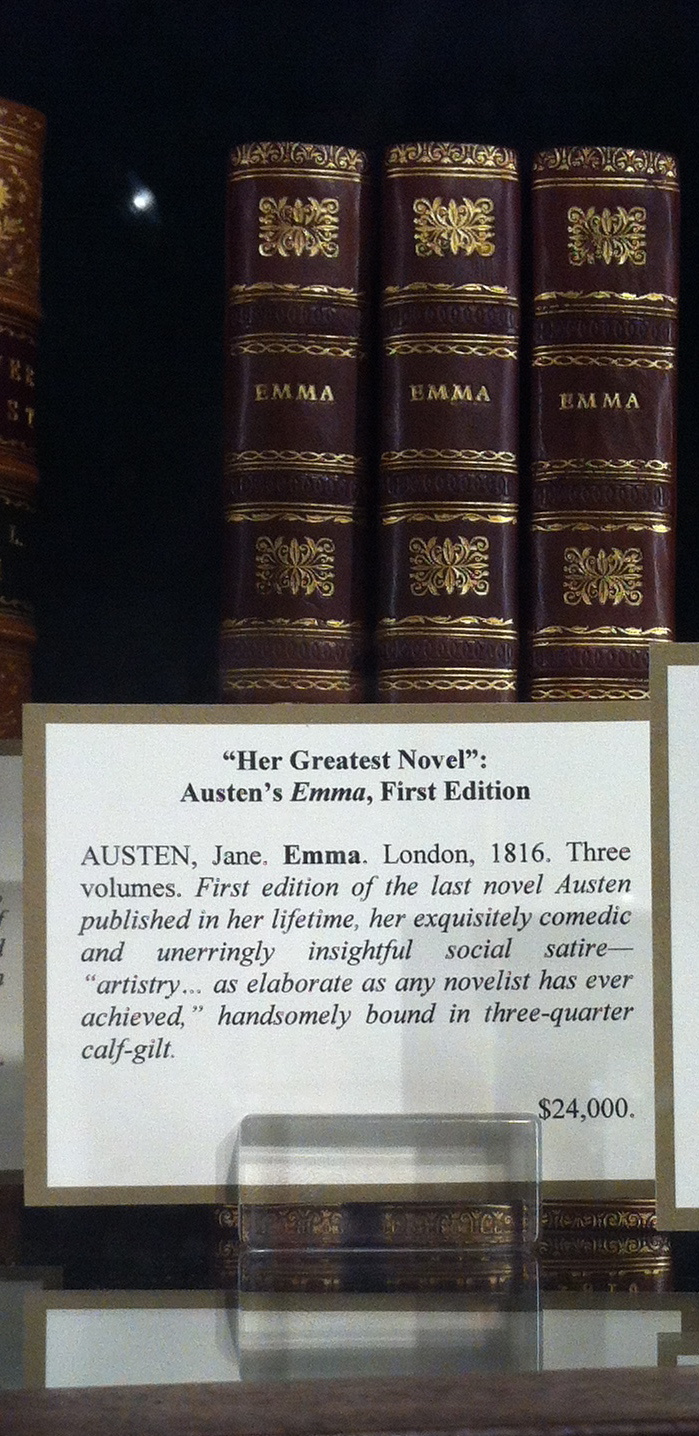 EMMA
EMMA
EMMA
“Her Greatest Novel”:
Austen’s Emma, First Edition
AUSTEN, Jane. Emma. London, 1816. Three
volumes. First edition of the last novel Austen
published in her lifetime, her exquisitely comedic
and unerringly insightful social satire—
“artistry... as elaborate as any novelist has ever
achieved,” handsomely bound in three-quarter
calf-gilt.
$24,000.